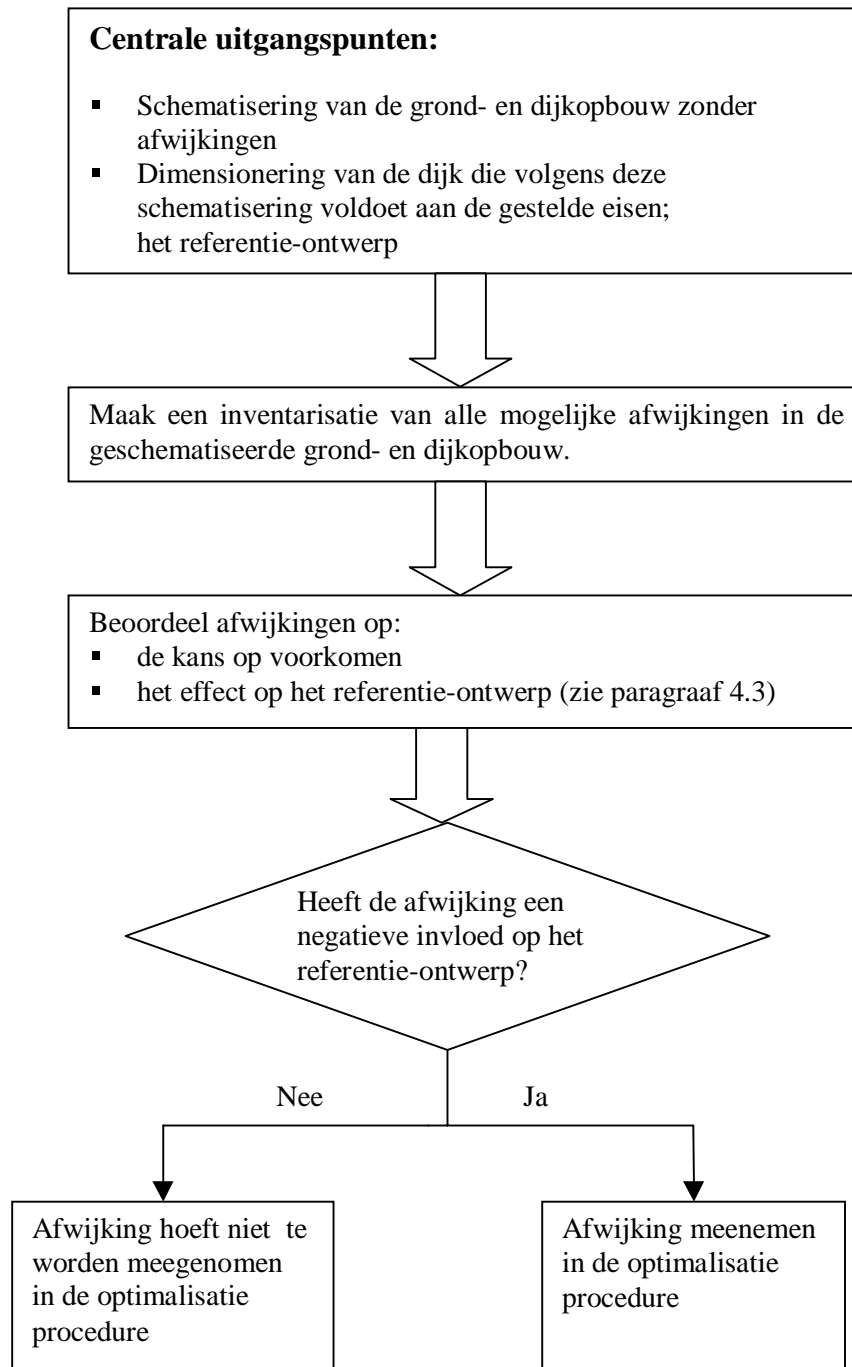 Centrale uitgangspunten:
▪ Schematisering van de grond- en dijkopbouw zonder
afwijkingen
▪ Dimensionering van de dijk die volgens deze
schematisering voldoet aan de gestelde eisen;
het referentie-ontwerp
Maak een inventarisatie van alle mogelijke afwijkingen in de
geschematiseerde grond- en dijkopbouw.
Beoordeel afwijkingen op:
▪ de kans op voorkomen
▪ het effect op het referentie-ontwerp (zie paragraaf 4.3)
Heeft de afwijking een
negatieve invloed op het
referentie-ontwerp?
Nee
Ja
Afwijking hoeft niet te
worden meegenomen
in de optimalisatie
procedure
Afwijking meenemen
in de optimalisatie
procedure